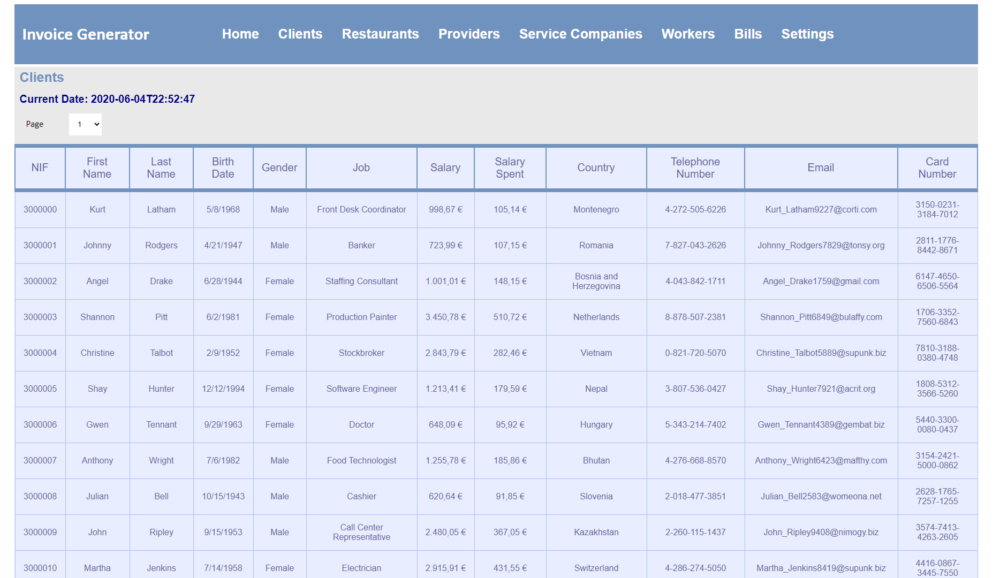 Invoice Generator Home Clients Restaurants Providers Service Companies Workers Bills Settings
Clients
Current Date: 2020-06-04T22:52:47
Page 1
NIF First Name Last Name Birth Date Gender Job Salary Salary Spent Country Telephone Number Email Card Number
3000000 Kurt Latham 5/8/1968 Male Front Desk Coordinator 998,67 € 105,14 € Montenegro 4-272-505-6226 Kurt_Latham9227@corti.com 3150-0231-3184-7012
3000001 Johnny Rodgers 4/21/1947 Male Banker 723,99 € 107,15 € Romania 7-827-043-2626 Johnny_Rodgers7829@tonsy.org 2811-1776-8442-8671
3000002 Angel Drake 6/28/1944 Female Staffing Consultant 1.001,01 € 148,15 € Bosnia and Herzegovina 4-043-842-1711 Angel_Drake1759@gmail.com 6147-4650-6506-5564
3000003 Shannon Pitt 6/2/1981 Female Production Painter 3.450,78 € 510,72 € Netherlands 8-878-507-2381 Shannon_Pitt6849@bulaffy.com 1706-3352-7560-6843
3000004 Christine Talbot 2/9/1952 Female Stockbroker 2.843,79 € 282,46 € Vietnam 0-821-720-5070 Christine_Talbot5889@supunk.biz 7810-3188-0380-4748
3000005 Shay Hunter 12/12/1994 Female Software Engineer 1.213,41 € 179,59 € Nepal 3-807-536-0427 Shay_Hunter7921@acrit.org 1808-5312-3566-5260
3000006 Gwen Tennant 9/29/1963 Female Doctor 648,09 € 95,92 € Hungary 5-343-214-7402 Gwen_Tennant4389@gembat.biz 5440-3300-0080-0437
3000007 Anthony Wright 7/6/1982 Male Food Technologist 1.255,78 € 185,86 € Bhutan 4-276-668-8570 Anthony_Wright6423@mafthy.com 3154-2421-5000-0862
3000008 Julian Bell 10/15/1943 Male Cashier 620,64 € 91,85 € Slovenia 2-018-477-3851 Julian_Bell2583@womeona.net 2628-1765-7257-1255
3000009 John Ripley 9/15/1953 Male Call Center Representative 2.480,05 € 367,05 € Kazakhstan 2-260-115-1437 John_Ripley9408@nimogy.biz 3574-7413-4263-2605
3000010 Martha Jenkins 7/14/1958 Female Electrician 2.915,91 € 431,55 € Switzerland 4-286-274-5050 Martha_Jenkins8419@supunk.biz 4416-0867-3445-7550